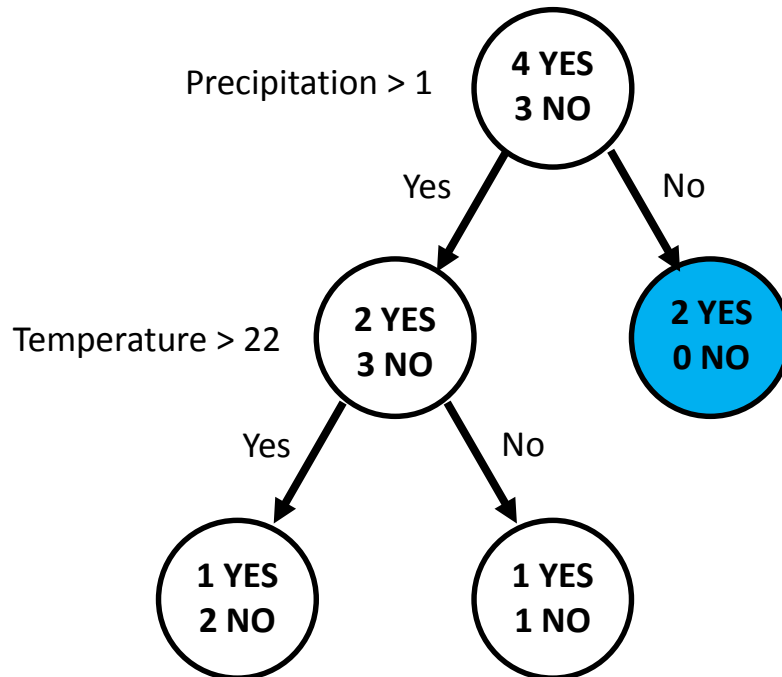 Precipitation > 1
4 YES
3 NO
Yes
No
Temperature > 22
2 YES
3 NO
2 YES
0 NO
Yes
No
1 YES
2 NO
1 YES
1 NO